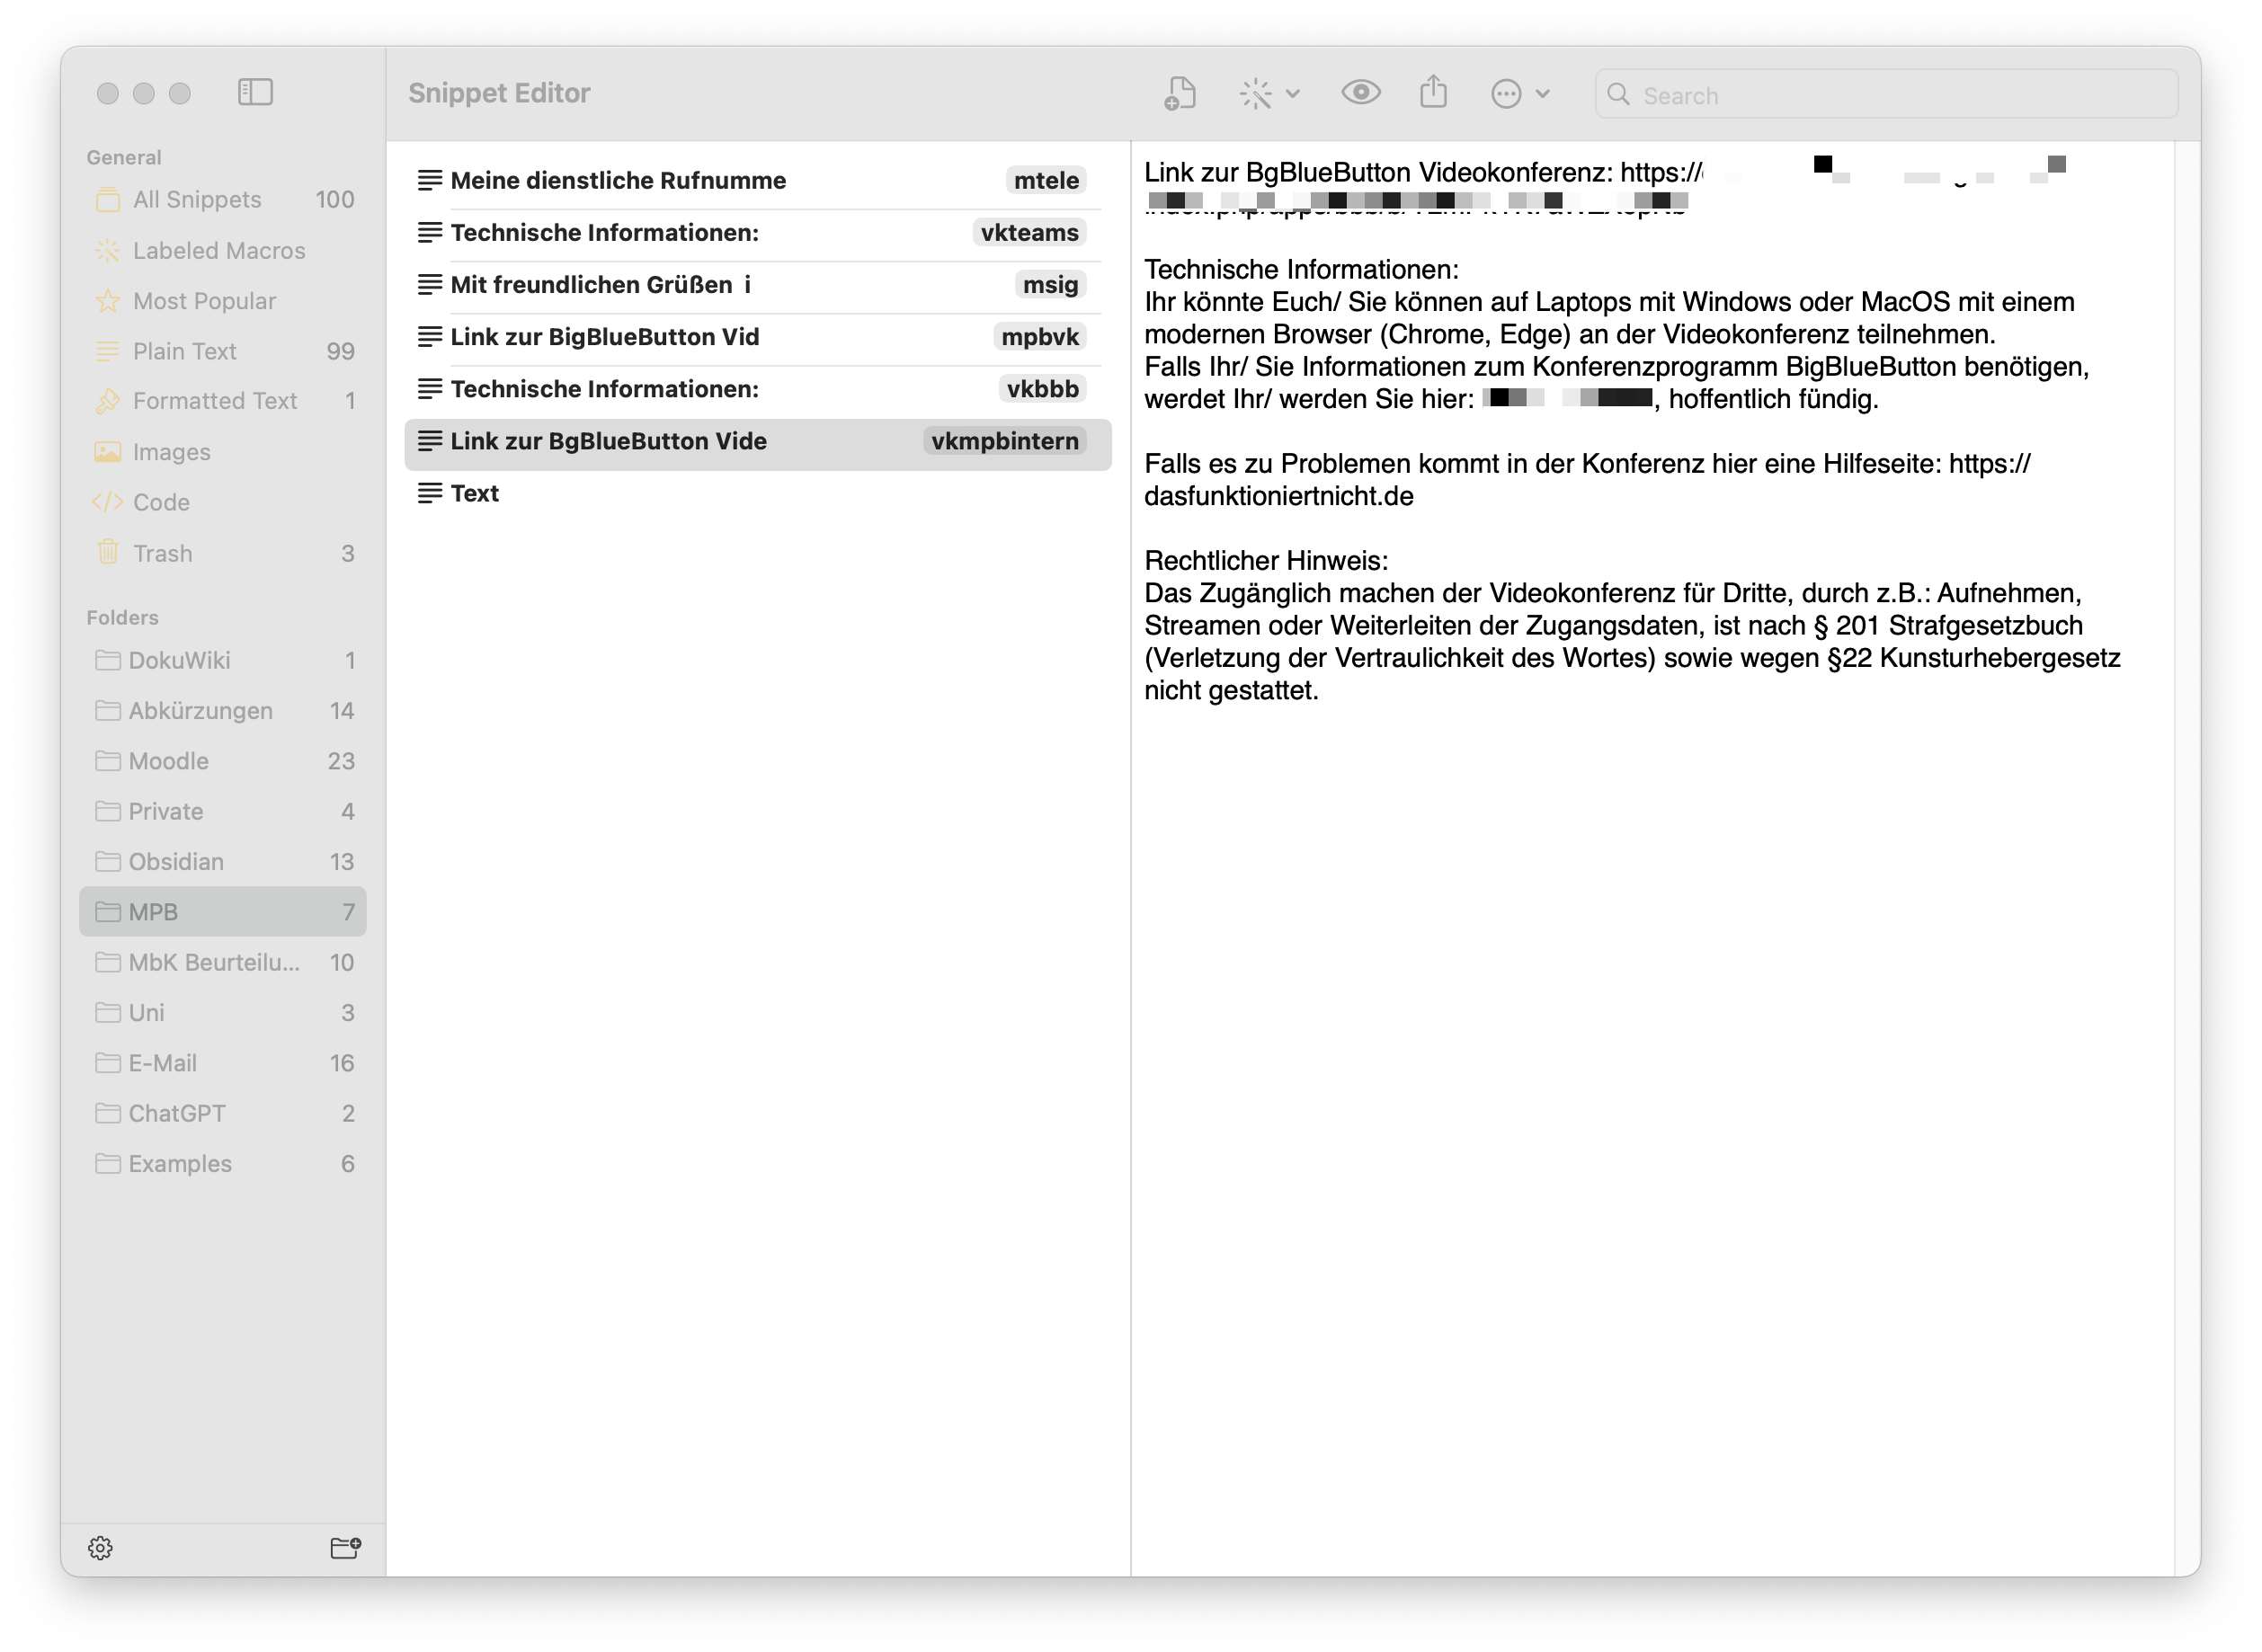 Snippet Editor
Search
General
All Snippets 100
Labeled Macros
Most Popular
Plain Text 99
Formatted Text 1
Images
Code
Trash 3
Folders
DokuWiki 1
Abkürzungen 14
Moodle 23
Private 4
Obsidian 13
MPB 7
MbK Beurteilu... 10
Uni 3
E-Mail 16
ChatGPT 2
Examples 6
Meine dienstliche Rufnumme mtele
Technische Informationen: vkteams
Mit freundlichen Grüßen i msig
Link zur BigBlueButton Vid mpbvk
Technische Informationen: vkbbb
Link zur BgBlueButton Vide vkmpbintern
Text
Link zur BgBlueButton Videokonferenz: https://
Technische Informationen:
Ihr könnte Euch/ Sie können auf Laptops mit Windows oder MacOS mit einem
modernen Browser (Chrome, Edge) an der Videokonferenz teilnehmen.
Falls Ihr/ Sie Informationen zum Konferenzprogramm BigBlueButton benötigen,
werdet Ihr/ werden Sie hier: , hoffentlich fündig.
Falls es zu Problemen kommt in der Konferenz hier eine Hilfeseite: https://
dasfunktioniertnicht.de
Rechtlicher Hinweis:
Das Zugänglich machen der Videokonferenz für Dritte, durch z.B.: Aufnehmen,
Streamen oder Weiterleiten der Zugangsdaten, ist nach § 201 Strafgesetzbuch
(Verletzung der Vertraulichkeit des Wortes) sowie wegen §22 Kunsturhebergesetz
nicht gestattet.